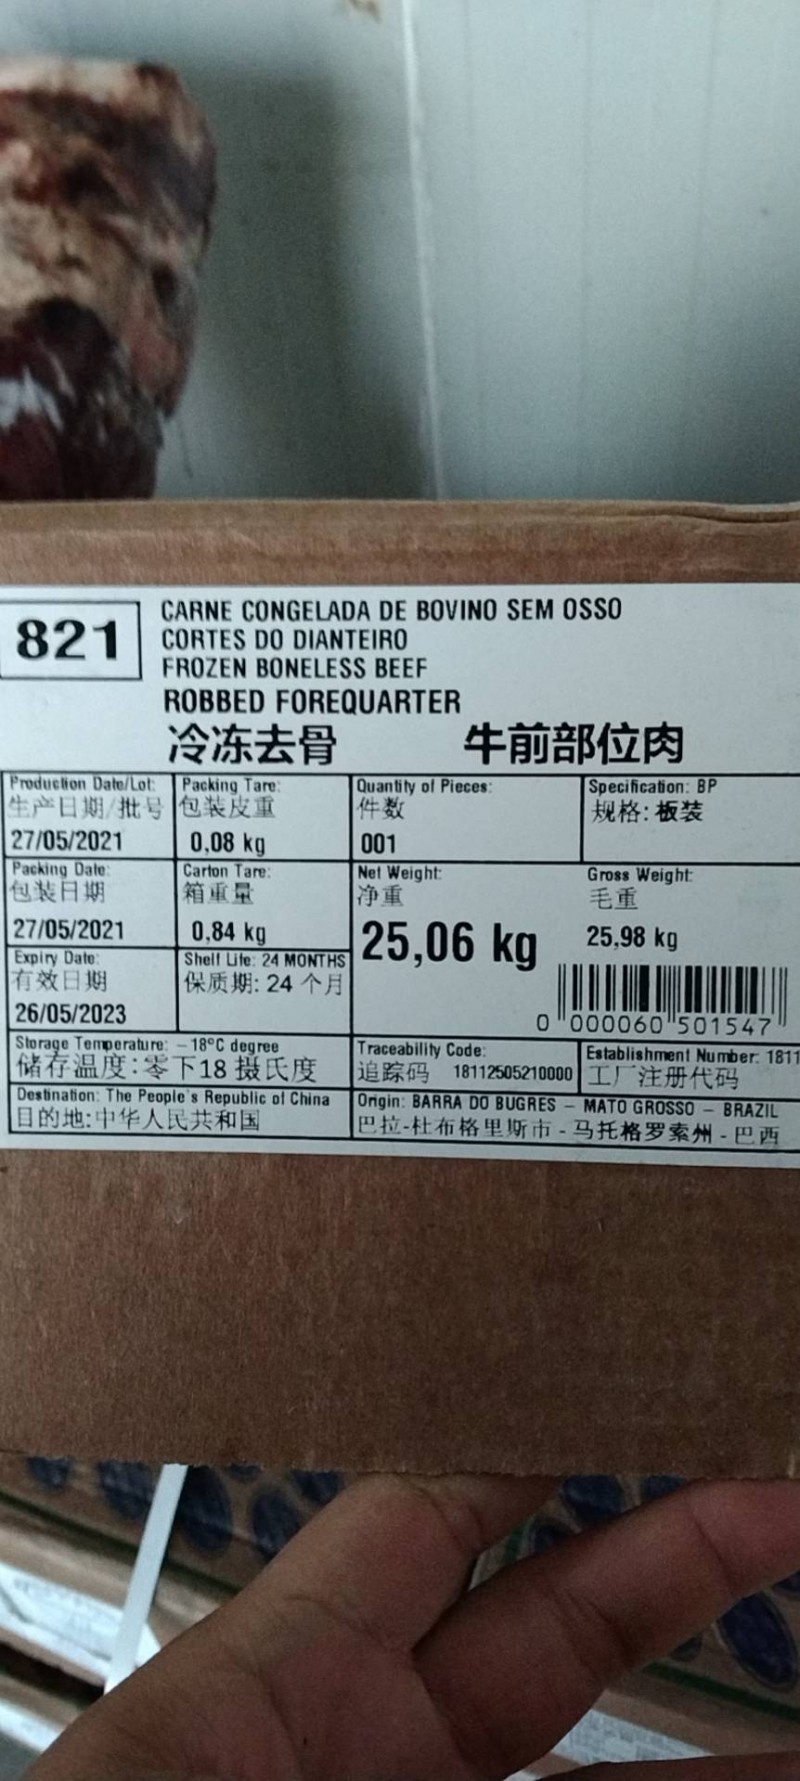 821
CARNE CONGELADA DE BOVINO SEM OSSO
CORTES DO DIANTEIRO
FROZEN BONELESS BEEF
ROBBED FOREQUARTER
冷冻去骨 牛前部位肉
Production Date/Lot:
生产日期/批号
27/05/2021
Packing Tare:
包装皮重
0,08 kg
Quantity of Pieces:
件数
001
Specification: BP
规格: 板装
Packing Date:
包装日期
27/05/2021
Carton Tare:
箱重量
0,84 kg
Net Weight:
净重
25,06 kg
Gross Weight:
毛重
25,98 kg
Expiry Date:
有效日期
26/05/2023
Shelf Life: 24 MONTHS
保质期: 24 个月
0 000060 501547
Storage Temperature: -18°C degree
储存温度:零下18 摄氏度
Traceability Code:
追踪码 18112505210000
Establishment Number: 1811
工厂注册代码
Destination: The People's Republic of China
目的地:中华人民共和国
Origin: BARRA DO BUGRES - MATO GROSSO - BRAZIL
巴拉-杜布格里斯市 - 马托格罗索州 - 巴西